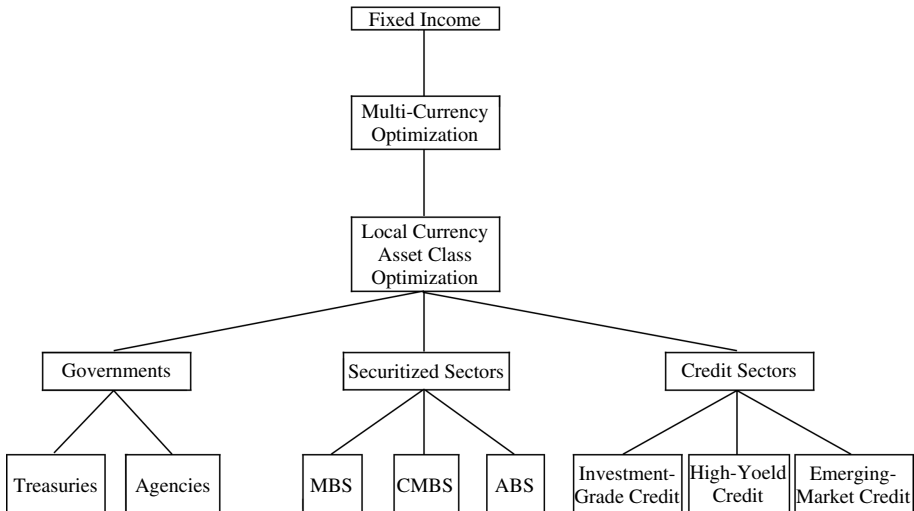 Fixed Income
Multi-Currency
Optimization
Local Currency
Asset Class
Optimization
Governments
Securitized Sectors
Credit Sectors
Treasuries
Agencies
MBS
CMBS
ABS
Investment-
Grade Credit
High-Yoeld
Credit
Emerging-
Market Credit